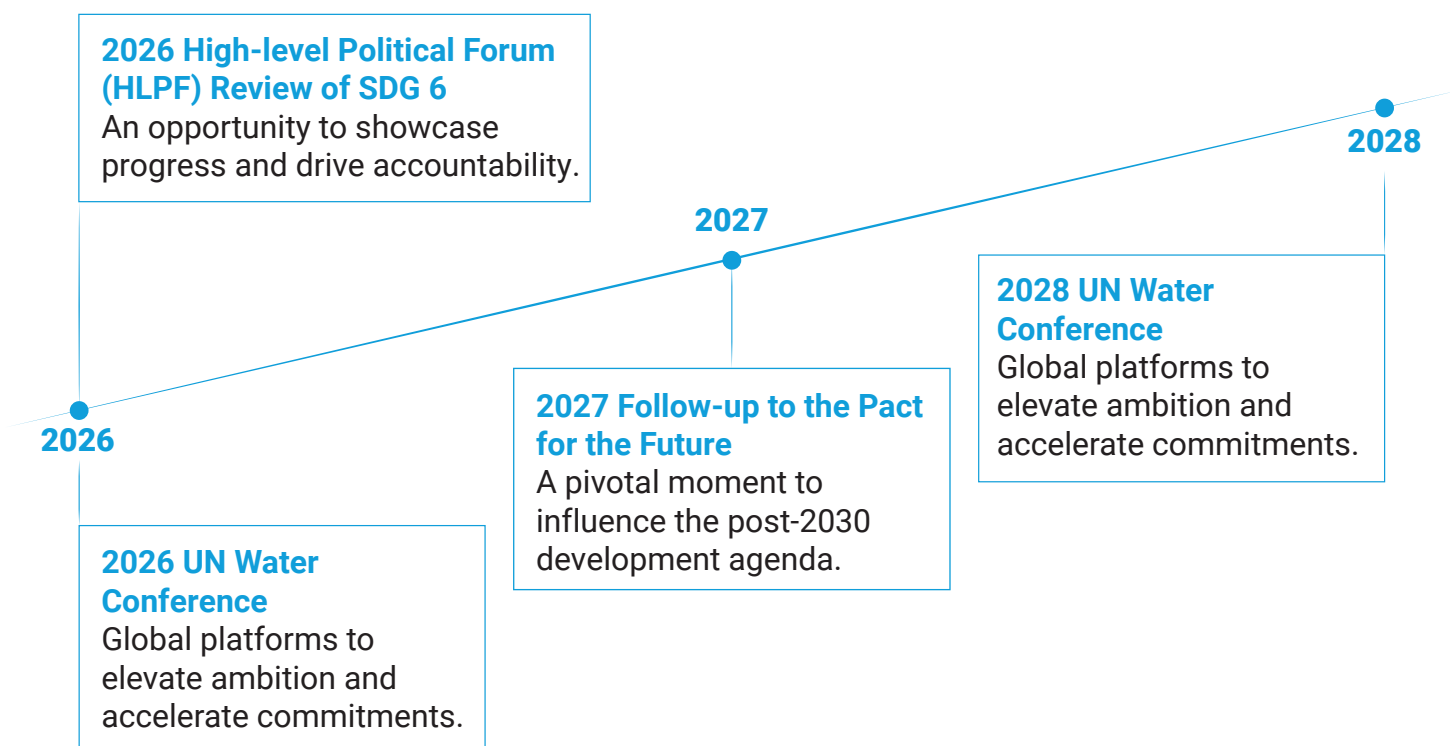 2026 High-level Political Forum
(HLPF) Review of SDG 6
An opportunity to showcase
progress and drive accountability.
2026
2026 UN Water
Conference
Global platforms to
elevate ambition and
accelerate commitments.
2027
2027 Follow-up to the Pact
for the Future
A pivotal moment to
influence the post-2030
development agenda.
2028
2028 UN Water
Conference
Global platforms to
elevate ambition and
accelerate commitments.